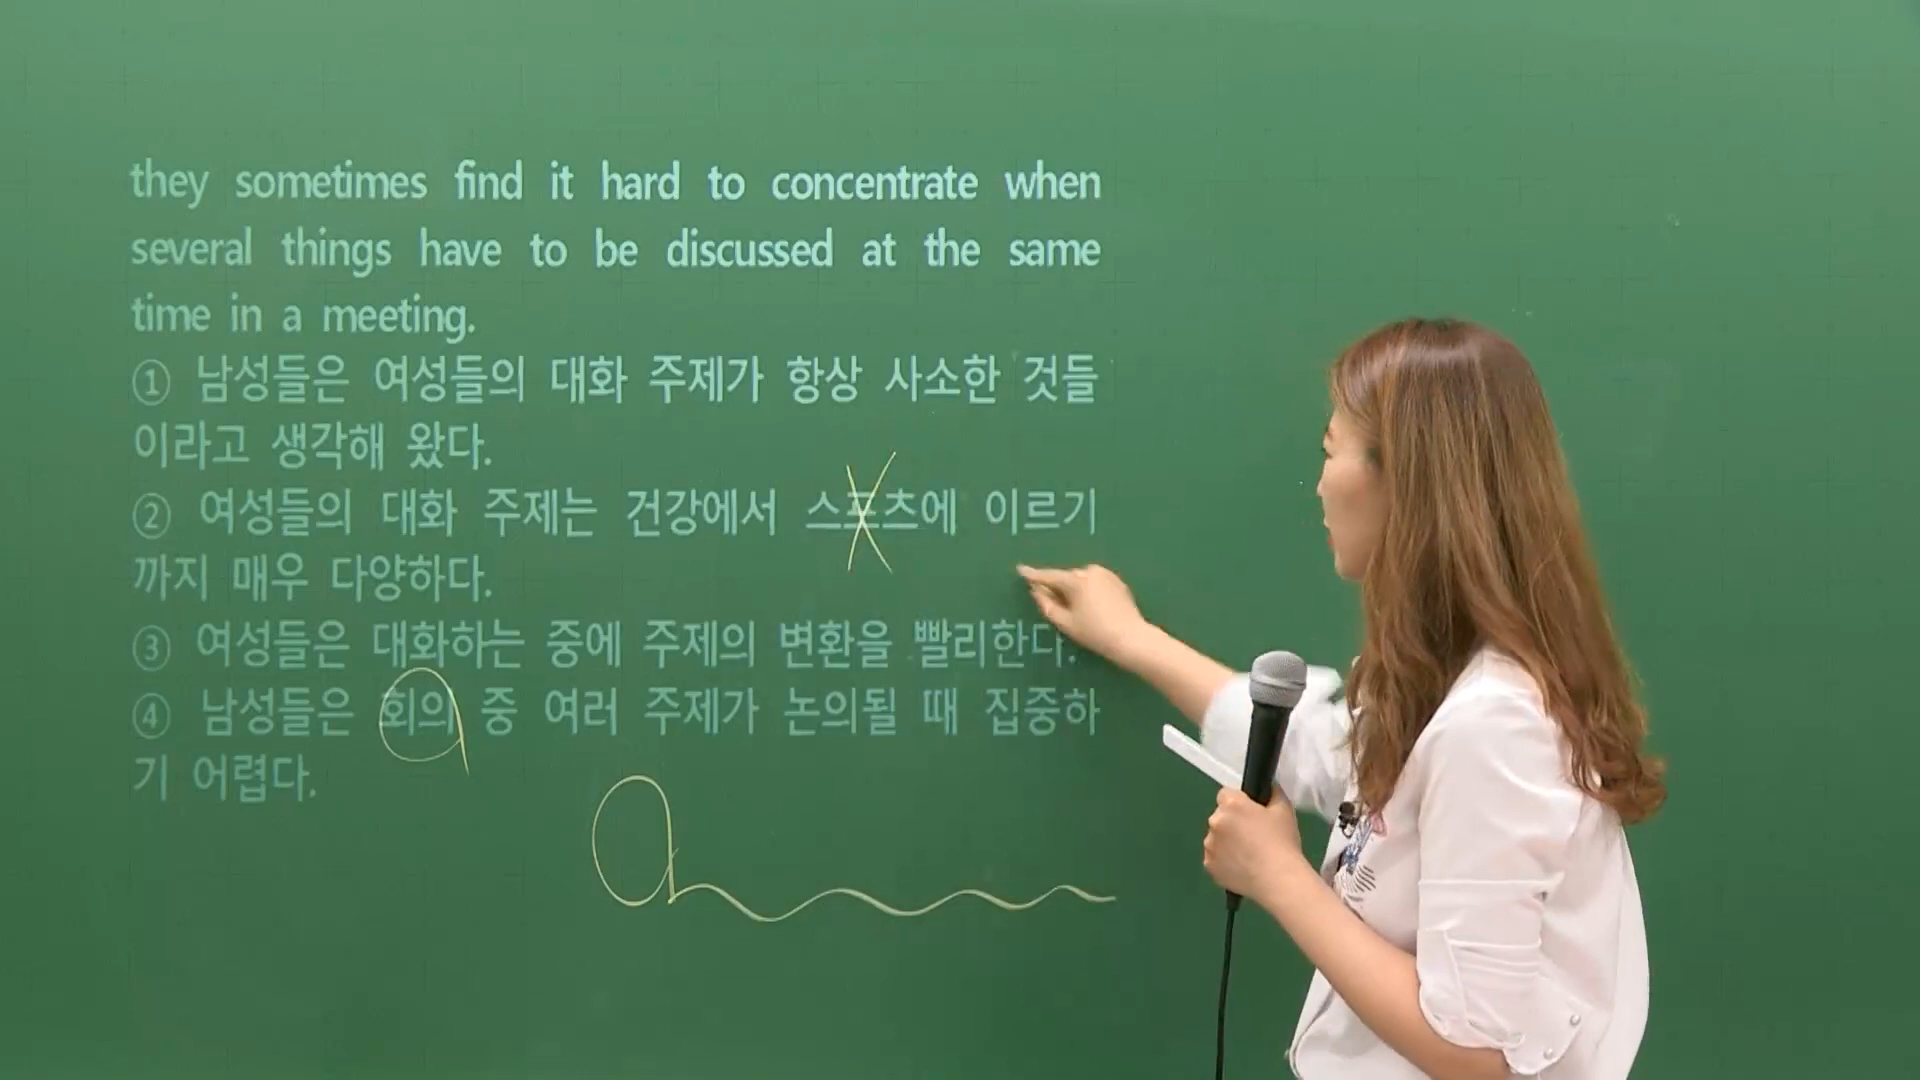 they sometimes find it hard to concentrate when
several things have to be discussed at the same
time in a meeting.
① 남성들은 여성들의 대화 주제가 항상 사소한 것들
이라고 생각해 왔다.
② 여성들의 대화 주제는 건강에서 스포츠에 이르기
까지 매우 다양하다.
③ 여성들은 대화하는 중에 주제의 변환을 빨리한다.
④ 남성들은 회의 중 여러 주제가 논의될 때 집중하
기 어렵다.